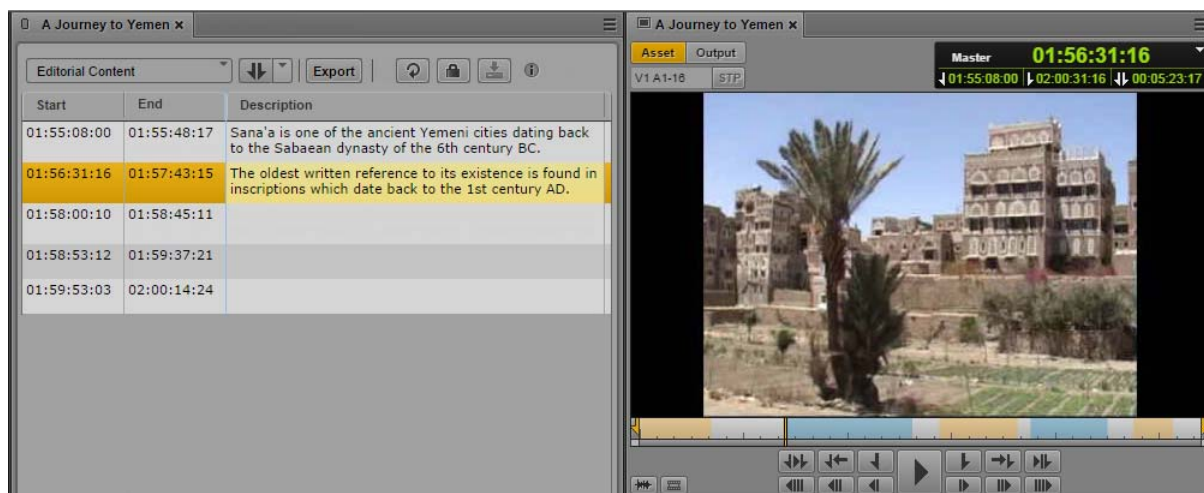 A Journey to Yemen ×
Editorial Content
Export
Start End Description
01:55:08:00 01:55:48:17 Sana'a is one of the ancient Yemeni cities dating back
to the Sabaean dynasty of the 6th century BC.
01:56:31:16 01:57:43:15 The oldest written reference to its existence is found in
inscriptions which date back to the 1st century AD.
01:58:00:10 01:58:45:11
01:58:53:12 01:59:37:21
01:59:53:03 02:00:14:24
A Journey to Yemen ×
Asset Output
Master 01:56:31:16
V1 A1-16 STP
01:55:08:00 02:00:31:16 00:05:23:17